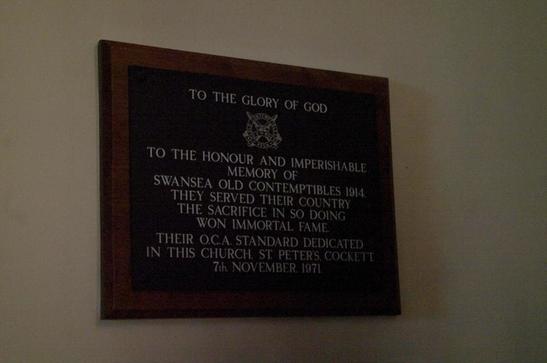 TO THE GLORY OF GOD
TO THE HONOUR AND IMPERISHABLE
MEMORY OF
SWANSEA OLD CONTEMPTIBLES 1914.
THEY SERVED THEIR COUNTRY
THE SACRIFICE IN SO DOING
WON IMMORTAL FAME.
THEIR O.C.A. STANDARD DEDICATED
IN THIS CHURCH, ST. PETER'S, COCKETT
7th NOVEMBER, 1971.